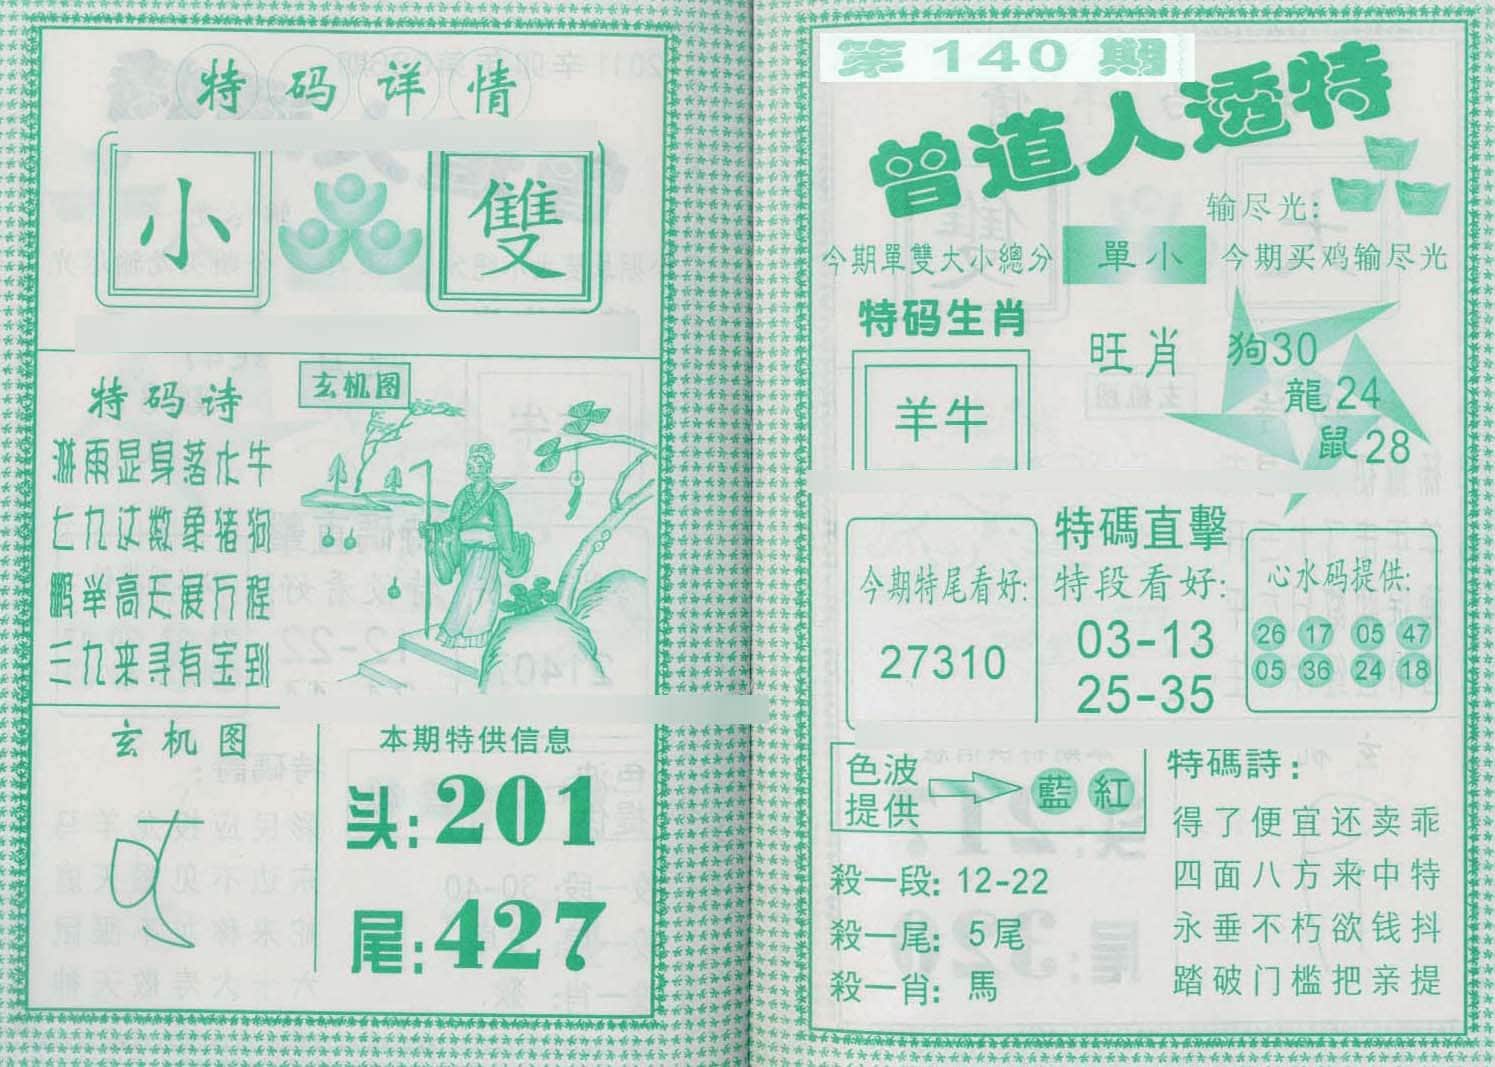 特码详情
小
雙
特码诗
淋雨显身落水牛
七九过数象猪狗
鹏举高天展万程
三九来寻有宝到
玄机图
玄机图
本期特供信息
头:201
尾:427
第140期
曾道人透特
输尽光:
今期單雙大小總分 單小 今期买鸡输尽光
特码生肖
羊牛
旺肖
狗30
龍24
鼠28
今期特尾看好:
27310
特碼直擊
特段看好:
03-13
25-35
心水码提供:
26 17 05 47
05 36 24 18
色波
提供
藍 紅
殺一段: 12-22
殺一尾: 5尾
殺一肖: 馬
特碼詩:
得了便宜还卖乖
四面八方来中特
永垂不朽欲钱抖
踏破门槛把亲提